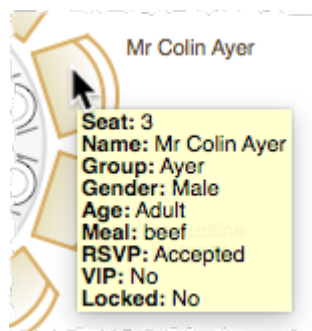 Mr Colin Ayer
Seat: 3
Name: Mr Colin Ayer
Group: Ayer
Gender: Male
Age: Adult
Meal: beef
RSVP: Accepted
VIP: No
Locked: No